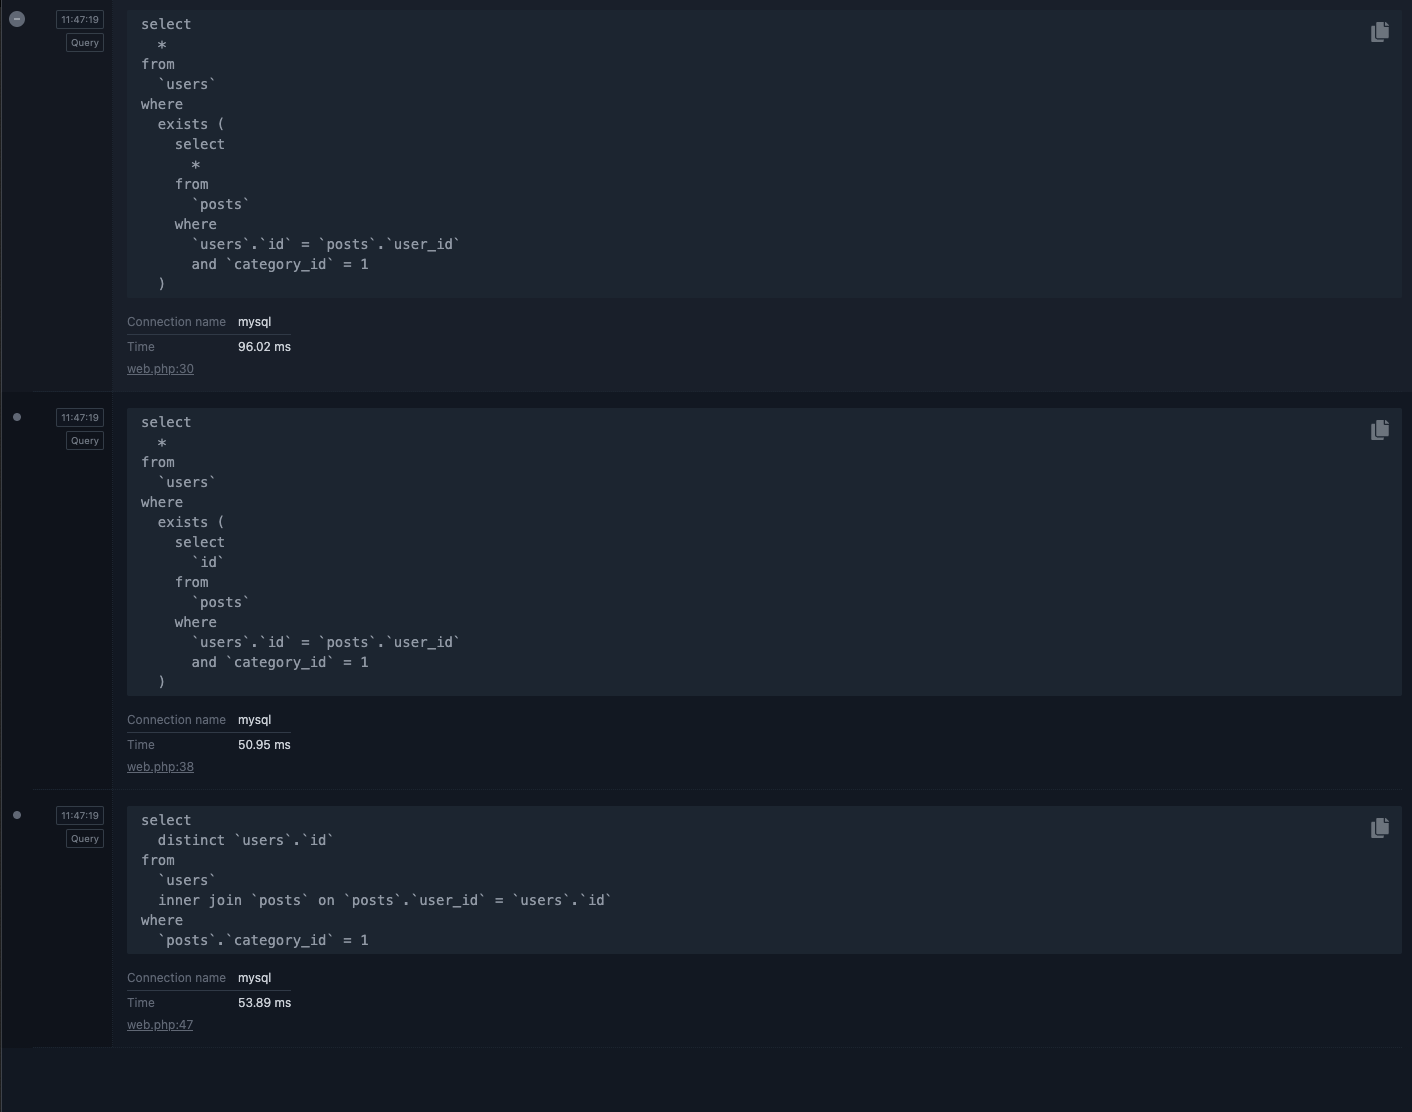 11:47:19
Query
select
*
from
`users`
where
exists (
select
*
from
`posts`
where
`users`.`id` = `posts`.`user_id`
and `category_id` = 1
)
Connection name mysql
Time 96.02 ms
web.php:30
11:47:19
Query
select
*
from
`users`
where
exists (
select
`id`
from
`posts`
where
`users`.`id` = `posts`.`user_id`
and `category_id` = 1
)
Connection name mysql
Time 50.95 ms
web.php:38
11:47:19
Query
select
distinct `users`.`id`
from
`users`
inner join `posts` on `posts`.`user_id` = `users`.`id`
where
`posts`.`category_id` = 1
Connection name mysql
Time 53.89 ms
web.php:47